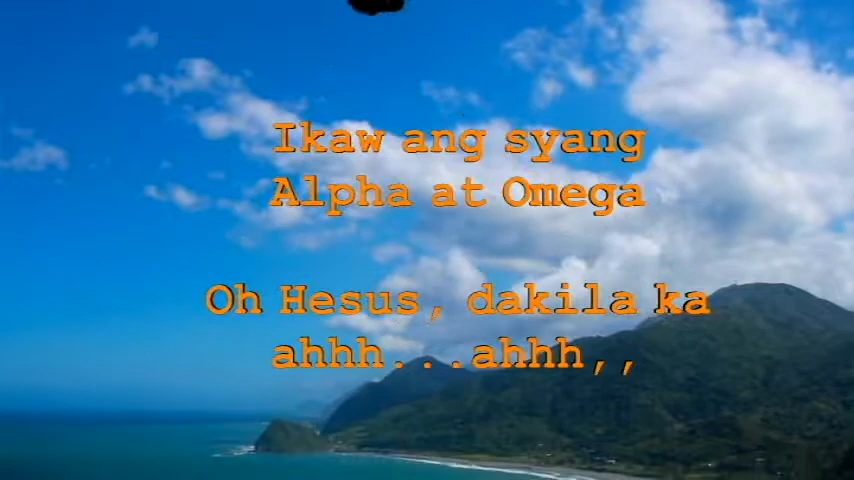 Ikaw ang syang
Alpha at Omega
Oh Hesus, dakila ka
ahhh...ahhh,,